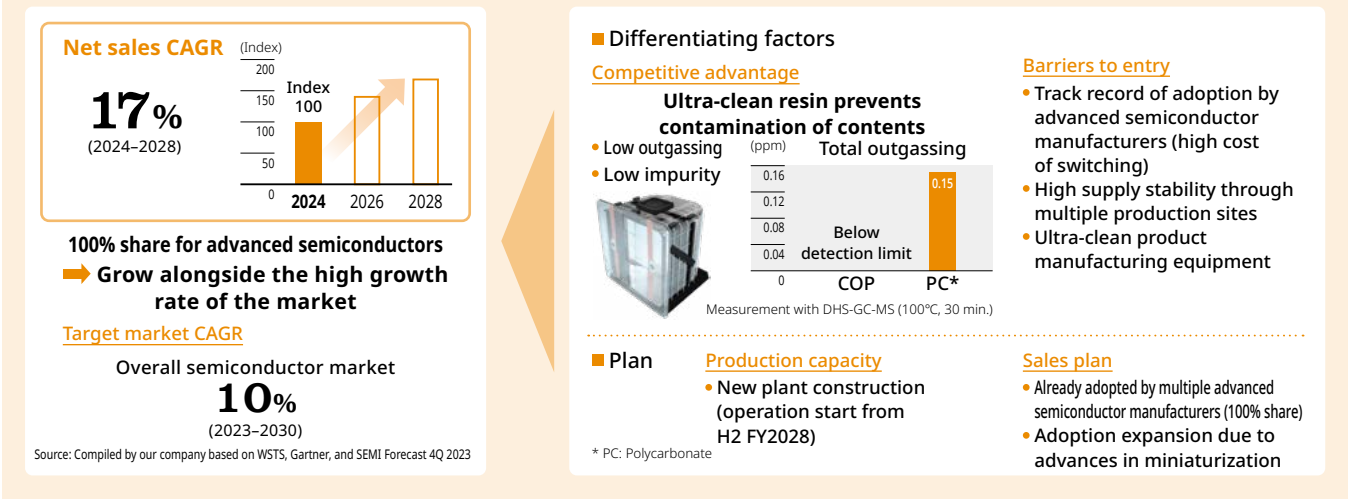 Net sales CAGR
17%
(2024–2028)
(Index)
200
150
100
50
0
Index
100
2024
2026
2028
100% share for advanced semiconductors
Grow alongside the high growth
rate of the market
Target market CAGR
Overall semiconductor market
10%
(2023–2030)
Source: Compiled by our company based on WSTS, Gartner, and SEMI Forecast 4Q 2023
Differentiating factors
Competitive advantage
Ultra-clean resin prevents
contamination of contents
• Low outgassing
• Low impurity
(ppm)
Total outgassing
0.16
0.12
0.08
0.04
0
Below
detection limit
0.15
COP
PC*
Measurement with DHS-GC-MS (100℃, 30 min.)
Barriers to entry
• Track record of adoption by
advanced semiconductor
manufacturers (high cost
of switching)
• High supply stability through
multiple production sites
• Ultra-clean product
manufacturing equipment
Plan
Production capacity
• New plant construction
(operation start from
H2 FY2028)
* PC: Polycarbonate
Sales plan
• Already adopted by multiple advanced
semiconductor manufacturers (100% share)
• Adoption expansion due to
advances in miniaturization